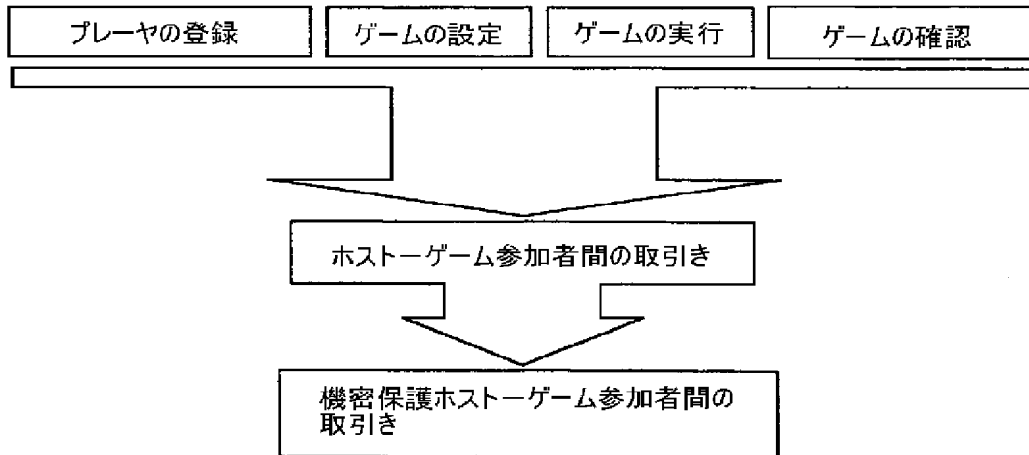 プレーヤの登録
ゲームの設定
ゲームの実行
ゲームの確認
ホストーゲーム参加者間の取引き
機密保護ホストーゲーム参加者間の
取引き